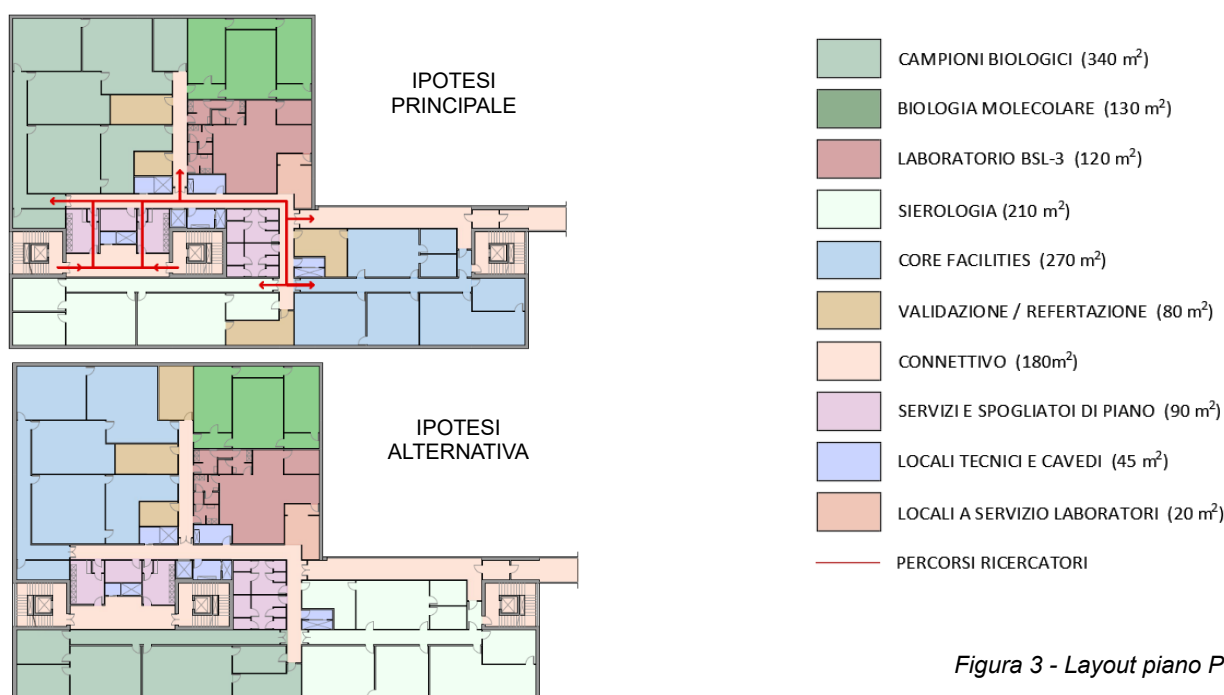 IPOTESI
PRINCIPALE
IPOTESI
ALTERNATIVA
CAMPIONI BIOLOGICI (340 m²)
BIOLOGIA MOLECOLARE (130 m²)
LABORATORIO BSL-3 (120 m²)
SIEROLOGIA (210 m²)
CORE FACILITIES (270 m²)
VALIDAZIONE / REFERTAZIONE (80 m²)
CONNETTIVO (180m²)
SERVIZI E SPOGLIATOI DI PIANO (90 m²)
LOCALI TECNICI E CAVEDI (45 m²)
LOCALI A SERVIZIO LABORATORI (20 m²)
PERCORSI RICERCATORI
Figura 3 - Layout piano P